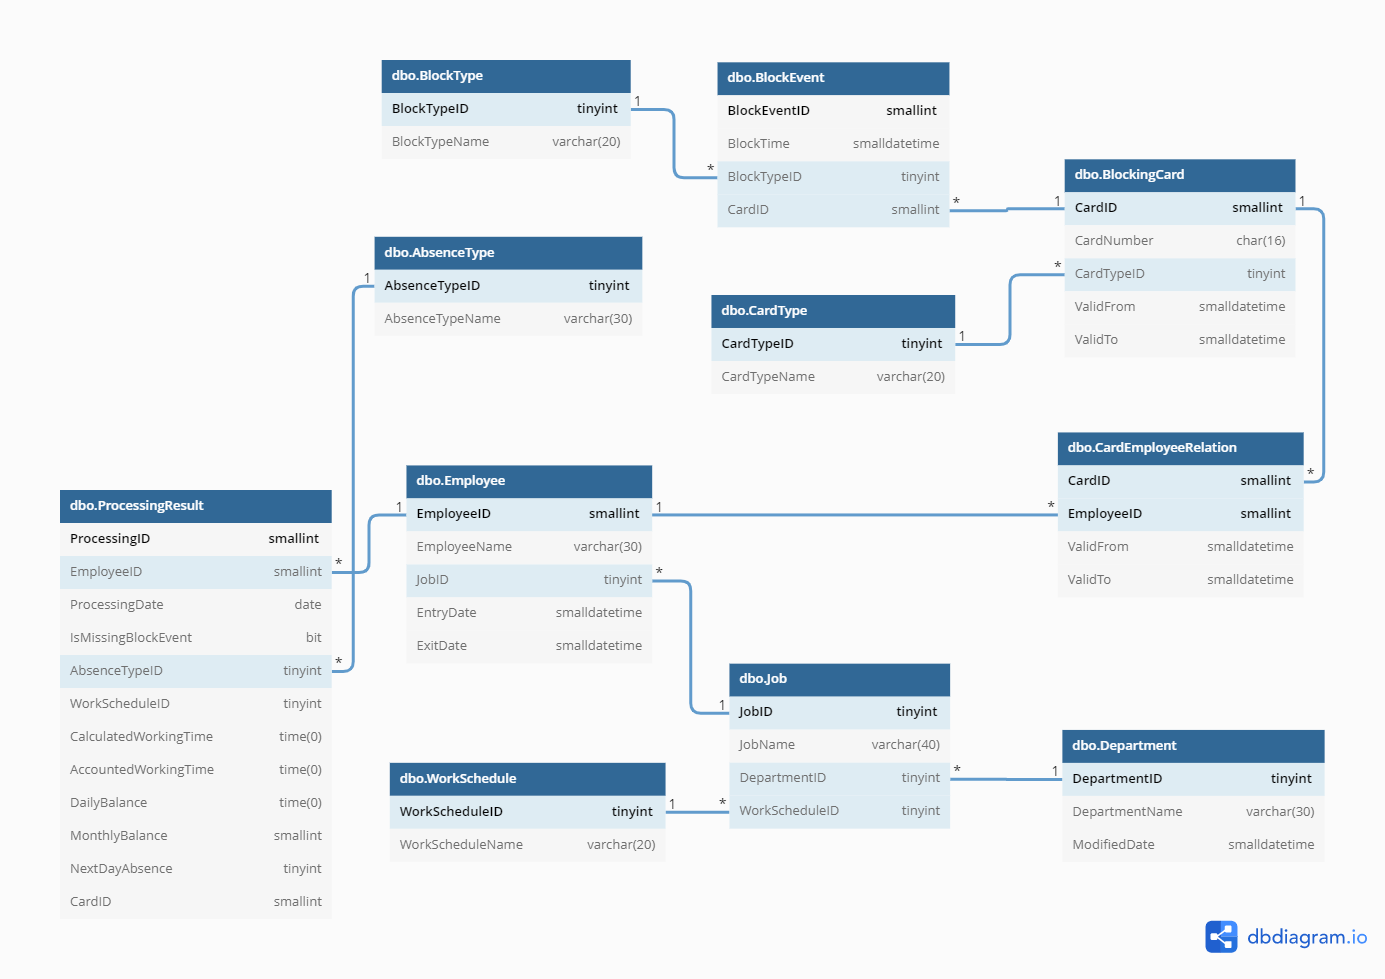 dbo.BlockType
BlockTypeID tinyint 1
BlockTypeName varchar(20)
dbo.BlockEvent
BlockEventID smallint
BlockTime smalldatetime
* BlockTypeID tinyint
CardID smallint *
dbo.BlockingCard
1 CardID smallint 1
CardNumber char(16)
* CardTypeID tinyint
ValidFrom smalldatetime
ValidTo smalldatetime
dbo.AbsenceType
1 AbsenceTypeID tinyint
AbsenceTypeName varchar(30)
dbo.CardType
CardTypeID tinyint 1
CardTypeName varchar(20)
dbo.CardEmployeeRelation
CardID smallint *
* EmployeeID smallint
ValidFrom smalldatetime
ValidTo smalldatetime
dbo.Employee
1 EmployeeID smallint 1
EmployeeName varchar(30)
JobID tinyint *
EntryDate smalldatetime
ExitDate smalldatetime
dbo.ProcessingResult
ProcessingID smallint
EmployeeID smallint *
ProcessingDate date
IsMissingBlockEvent bit
AbsenceTypeID tinyint *
WorkScheduleID tinyint
CalculatedWorkingTime time(0)
AccountedWorkingTime time(0)
DailyBalance time(0)
MonthlyBalance smallint
NextDayAbsence tinyint
CardID smallint
dbo.Job
1 JobID tinyint
JobName varchar(40)
DepartmentID tinyint *
* WorkScheduleID tinyint
dbo.WorkSchedule
WorkScheduleID tinyint 1
WorkScheduleName varchar(20)
dbo.Department
1 DepartmentID tinyint
DepartmentName varchar(30)
ModifiedDate smalldatetime
dbdiagram.io